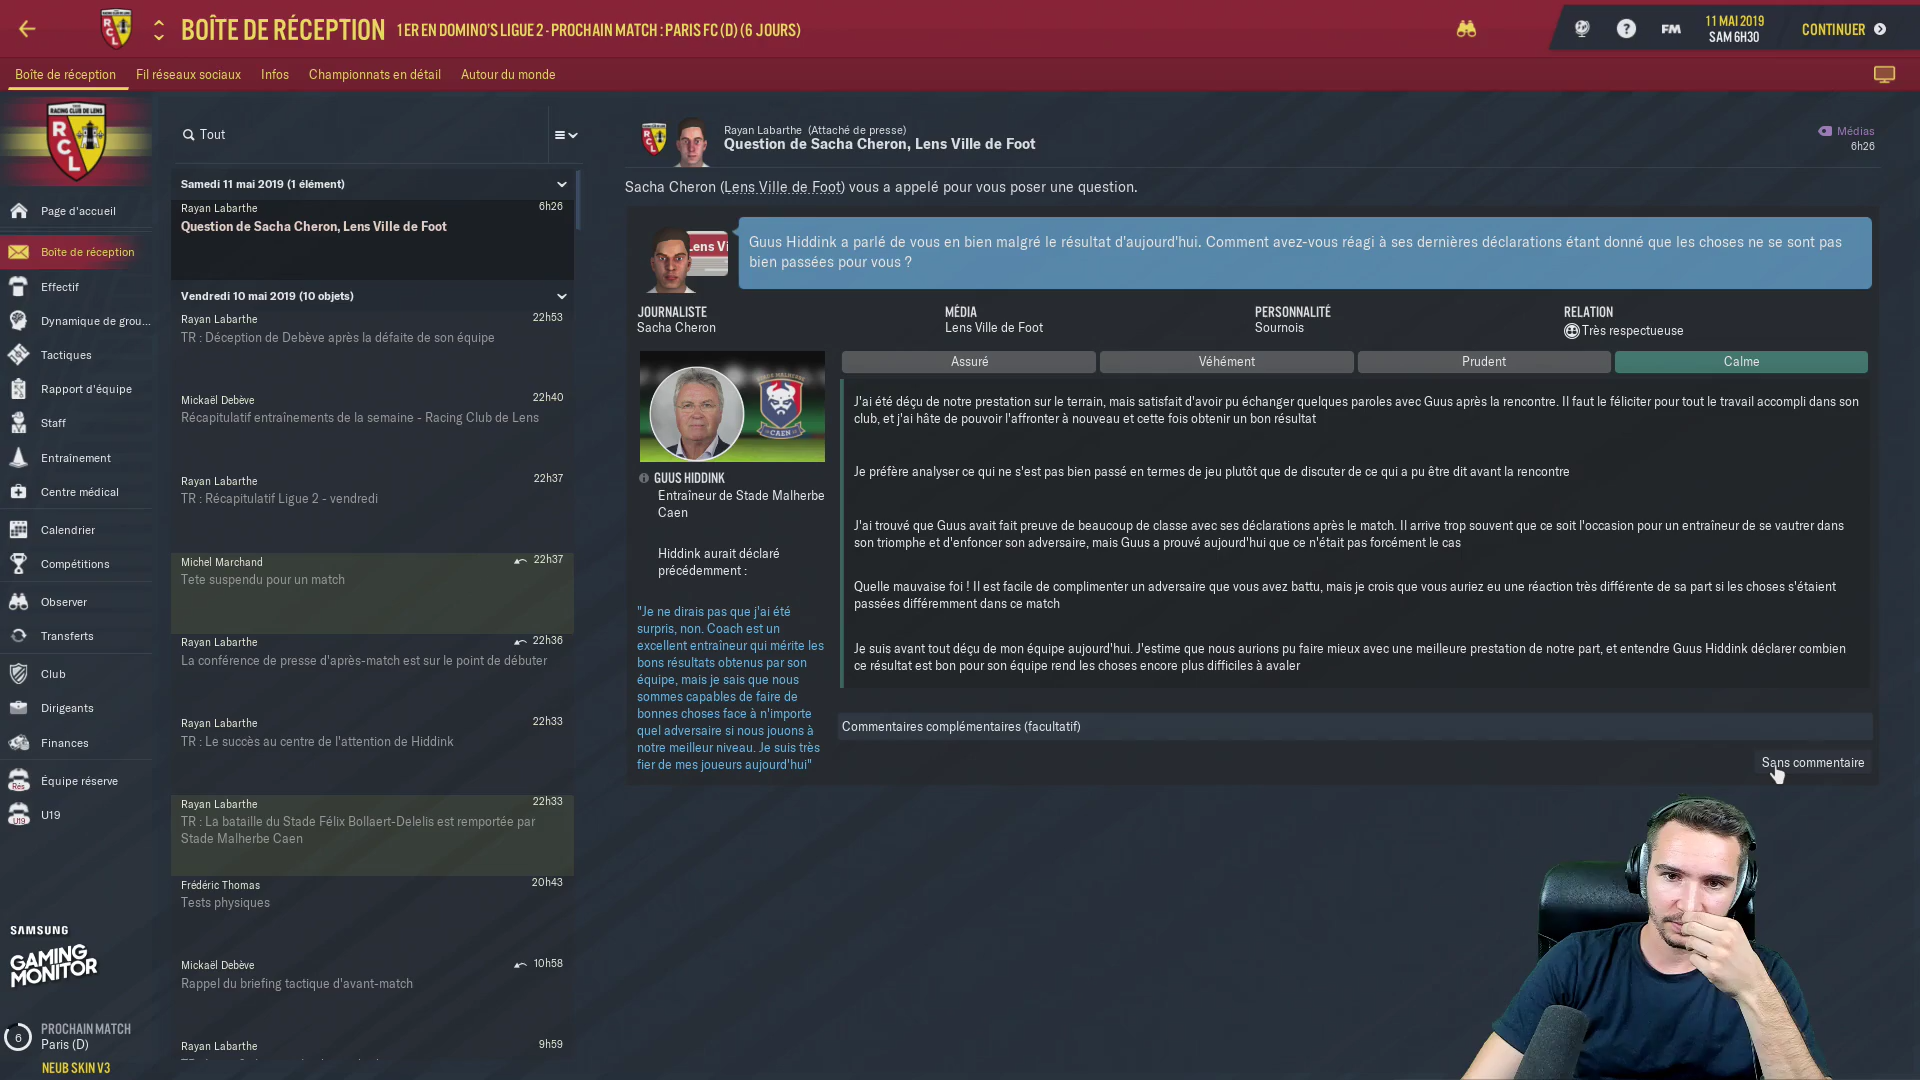 BOÎTE DE RÉCEPTION
1ER EN DOMINO'S LIGUE 2 - PROCHAIN MATCH : PARIS FC (D) (6 JOURS)
FM
11 MAI 2019
SAM 6H30
CONTINUER
Boîte de réception
Fil réseaux sociaux
Infos
Championnats en détail
Autour du monde
RACING CLUB DE LENS
RCL
Page d'accueil
Boîte de réception
Effectif
Dynamique de grou...
Tactiques
Rapport d'équipe
Staff
Entraînement
Centre médical
Calendrier
Compétitions
Observer
Transferts
Club
Dirigeants
Finances
Équipe réserve
U19
SAMSUNG
GAMING
MONITOR
6
PROCHAIN MATCH
Paris (D)
NEUB SKIN V3
Tout
Samedi 11 mai 2019 (1 élément)
Rayan Labarthe 6h26
Question de Sacha Cheron, Lens Ville de Foot
Vendredi 10 mai 2019 (10 objets)
Rayan Labarthe 22h53
TR : Déception de Debève après la défaite de son équipe
Mickaël Debève 22h40
Récapitulatif entraînements de la semaine - Racing Club de Lens
Rayan Labarthe 22h37
TR : Récapitulatif Ligue 2 - vendredi
Michel Marchand 22h37
Tete suspendu pour un match
Rayan Labarthe 22h36
La conférence de presse d'après-match est sur le point de débuter
Rayan Labarthe 22h33
TR : Le succès au centre de l'attention de Hiddink
Rayan Labarthe 22h33
TR : La bataille du Stade Félix Bollaert-Delelis est remportée par
Stade Malherbe Caen
Frédéric Thomas 20h43
Tests physiques
Mickaël Debève 10h58
Rappel du briefing tactique d'avant-match
Rayan Labarthe 9h59
Rayan Labarthe (Attaché de presse)
Question de Sacha Cheron, Lens Ville de Foot
Médias
6h26
Sacha Cheron (Lens Ville de Foot) vous a appelé pour vous poser une question.
Lens Vi
Guus Hiddink a parlé de vous en bien malgré le résultat d'aujourd'hui. Comment avez-vous réagi à ses dernières déclarations étant donné que les choses ne se sont pas
bien passées pour vous ?
JOURNALISTE
Sacha Cheron
MÉDIA
Lens Ville de Foot
PERSONNALITÉ
Sournois
RELATION
Très respectueuse
CAEN
GUUS HIDDINK
Entraîneur de Stade Malherbe
Caen
Hiddink aurait déclaré
précédemment :
"Je ne dirais pas que j'ai été
surpris, non. Coach est un
excellent entraîneur qui mérite les
bons résultats obtenus par son
équipe, mais je sais que nous
sommes capables de faire de
bonnes choses face à n'importe
quel adversaire si nous jouons à
notre meilleur niveau. Je suis très
fier de mes joueurs aujourd'hui"
Assuré
Véhément
Prudent
Calme
J'ai été déçu de notre prestation sur le terrain, mais satisfait d'avoir pu échanger quelques paroles avec Guus après la rencontre. Il faut le féliciter pour tout le travail accompli dans son
club, et j'ai hâte de pouvoir l'affronter à nouveau et cette fois obtenir un bon résultat
Je préfère analyser ce qui ne s'est pas bien passé en termes de jeu plutôt que de discuter de ce qui a pu être dit avant la rencontre
J'ai trouvé que Guus avait fait preuve de beaucoup de classe avec ses déclarations après le match. Il arrive trop souvent que ce soit l'occasion pour un entraîneur de se vautrer dans
son triomphe et d'enfoncer son adversaire, mais Guus a prouvé aujourd'hui que ce n'était pas forcément le cas
Quelle mauvaise foi ! Il est facile de complimenter un adversaire que vous avez battu, mais je crois que vous auriez eu une réaction très différente de sa part si les choses s'étaient
passées différemment dans ce match
Je suis avant tout déçu de mon équipe aujourd'hui. J'estime que nous aurions pu faire mieux avec une meilleure prestation de notre part, et entendre Guus Hiddink déclarer combien
ce résultat est bon pour son équipe rend les choses encore plus difficiles à avaler
Commentaires complémentaires (facultatif)
Sans commentaire